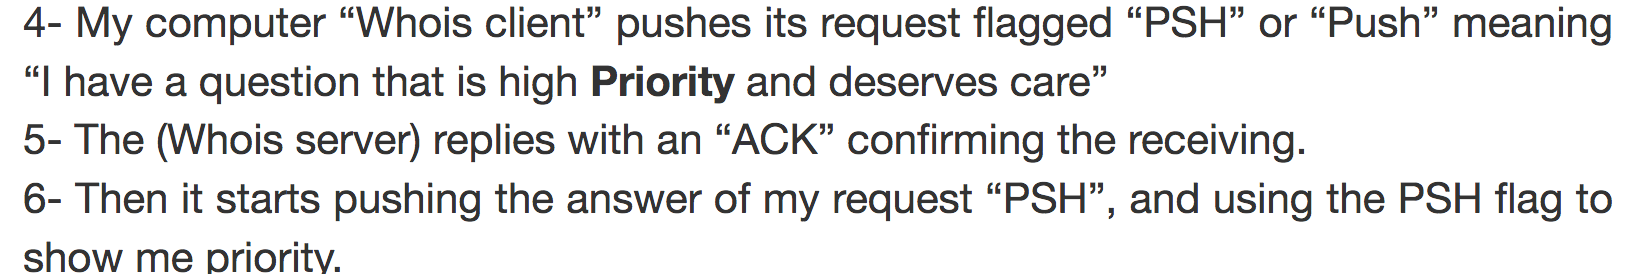 4- My computer “Whois client” pushes its request flagged “PSH” or “Push” meaning
“I have a question that is high Priority and deserves care”
5- The (Whois server) replies with an “ACK” confirming the receiving.
6- Then it starts pushing the answer of my request “PSH”, and using the PSH flag to
show me priority.